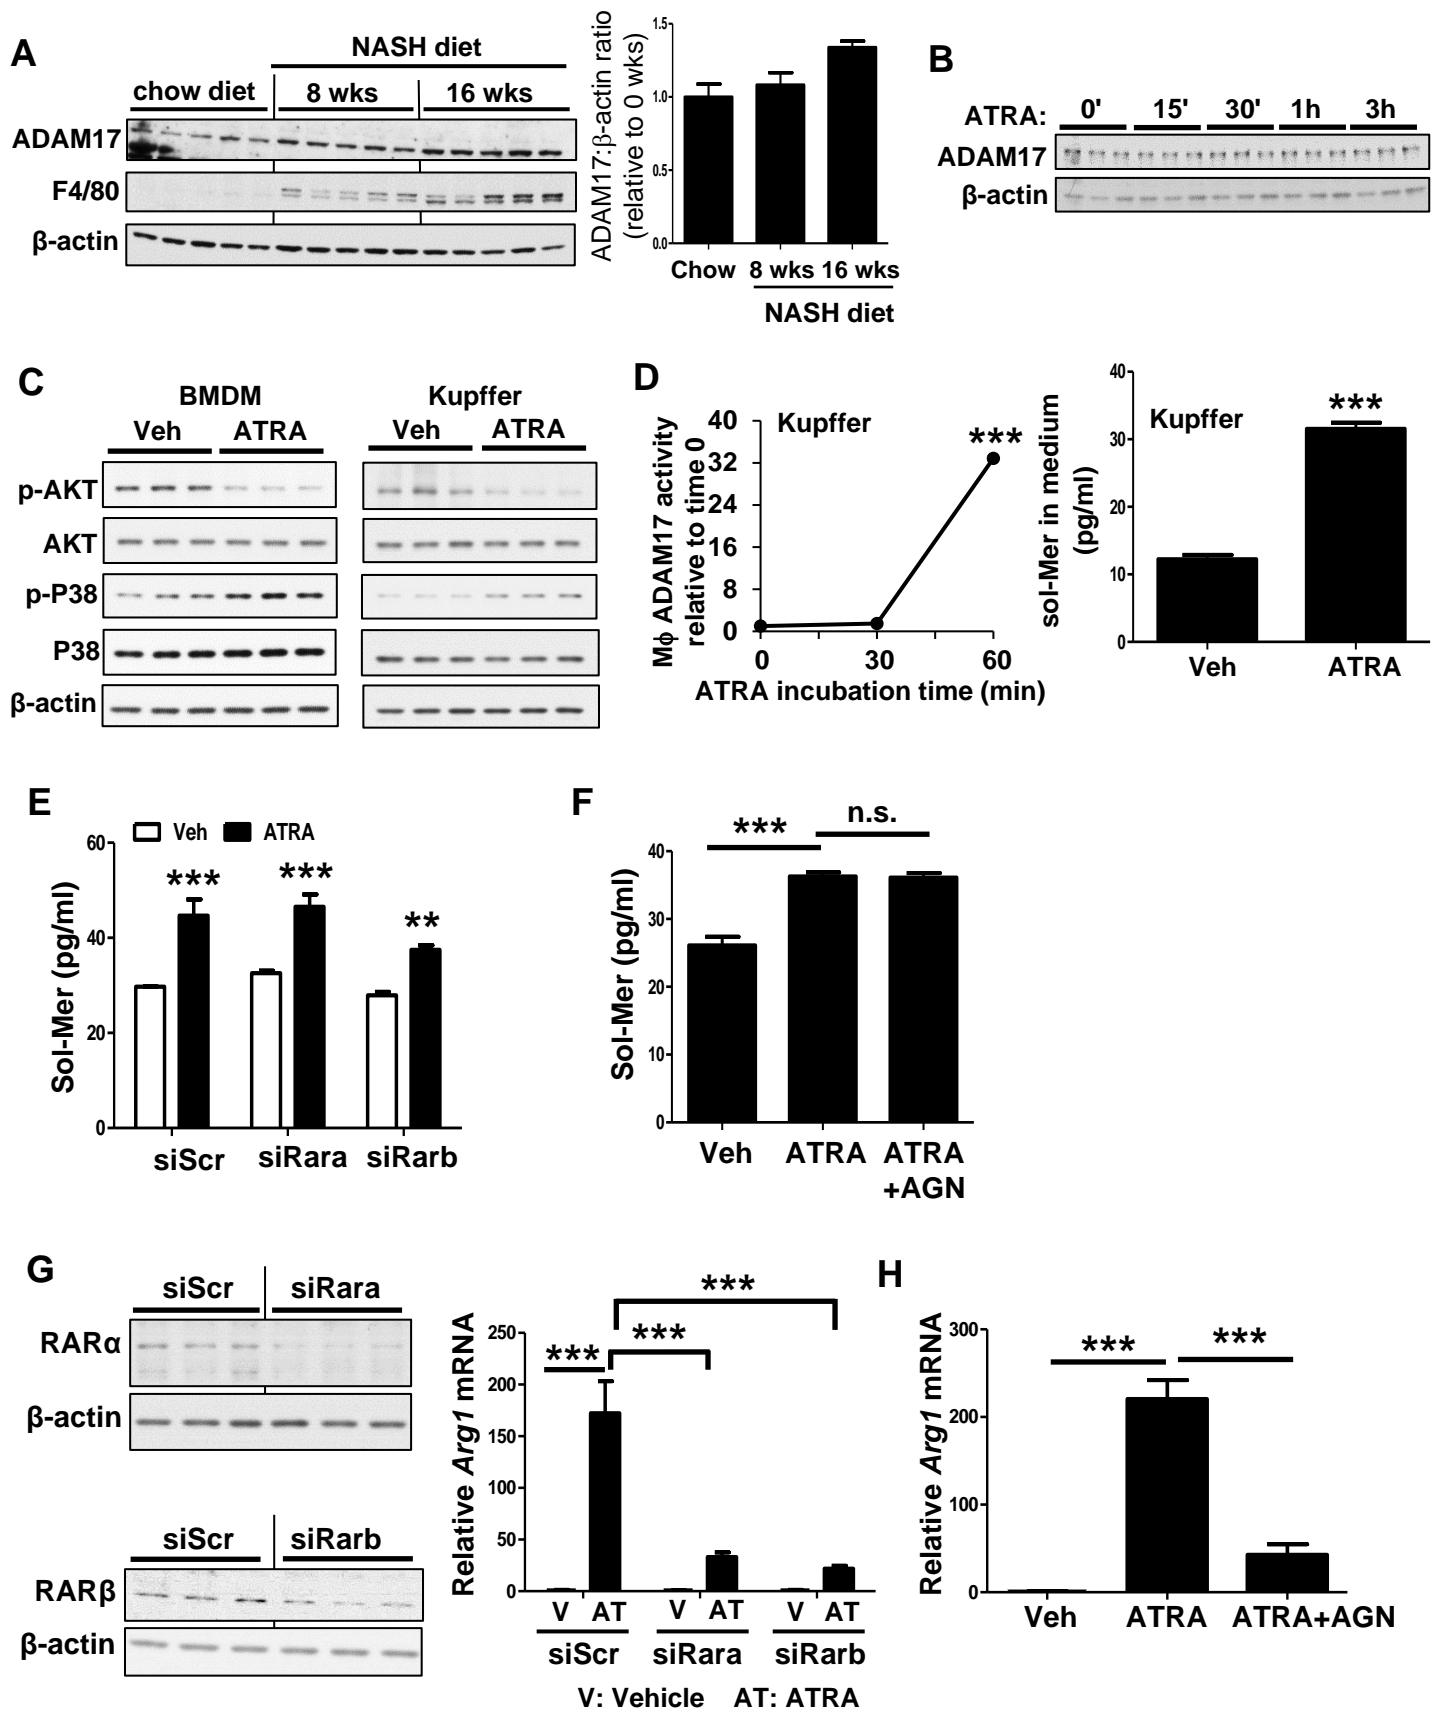 A
NASH diet
chow diet
8 wks
16 wks
ADAM17
F4/80
β-actin
ADAM17:β-actin ratio
(relative to 0 wks)
1.5
1.0
0.5
0.0
Chow
8 wks
16 wks
NASH diet
B
ATRA:
0'
15'
30'
1h
3h
ADAM17
β-actin
C
BMDM
Kupffer
Veh
ATRA
Veh
ATRA
p-AKT
AKT
p-P38
P38
β-actin
D
Mϕ ADAM17 activity
relative to time 0
40
32
24
16
8
0
Kupffer
***
0
30
60
ATRA incubation time (min)
sol-Mer in medium
(pg/ml)
40
30
20
10
0
Kupffer
***
Veh
ATRA
E
Veh
ATRA
Sol-Mer (pg/ml)
60
40
20
0
***
***
**
siScr
siRara
siRarb
F
***
n.s.
Sol-Mer (pg/ml)
40
30
20
10
0
Veh
ATRA
ATRA
+AGN
G
siScr
siRara
RARα
β-actin
siScr
siRarb
RARβ
β-actin
Relative Arg1 mRNA
250
200
150
100
50
0
***
***
***
V
AT
V
AT
V
AT
siScr
siRara
siRarb
V: Vehicle
AT: ATRA
H
Relative Arg1 mRNA
300
200
100
0
***
***
Veh
ATRA
ATRA+AGN